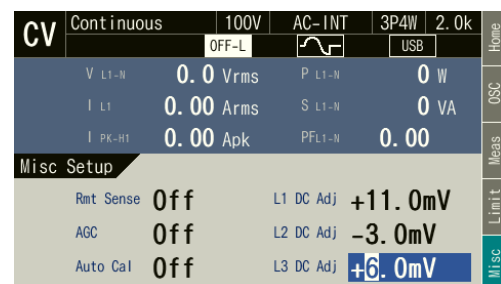 CV Continuous 100V AC-INT 3P4W 2.0k
OFF-L USB
V L1-N 0.0 Vrms P L1-N 0 W
I L1 0.00 Arms S L1-N 0 VA
I PK-H1 0.00 Apk PFL1-N 0.00
Misc Setup
Rmt Sense Off L1 DC Adj +11.0mV
AGC Off L2 DC Adj -3.0mV
Auto Cal Off L3 DC Adj +6.0mV
Home
OSC
Meas
Limit
Misc